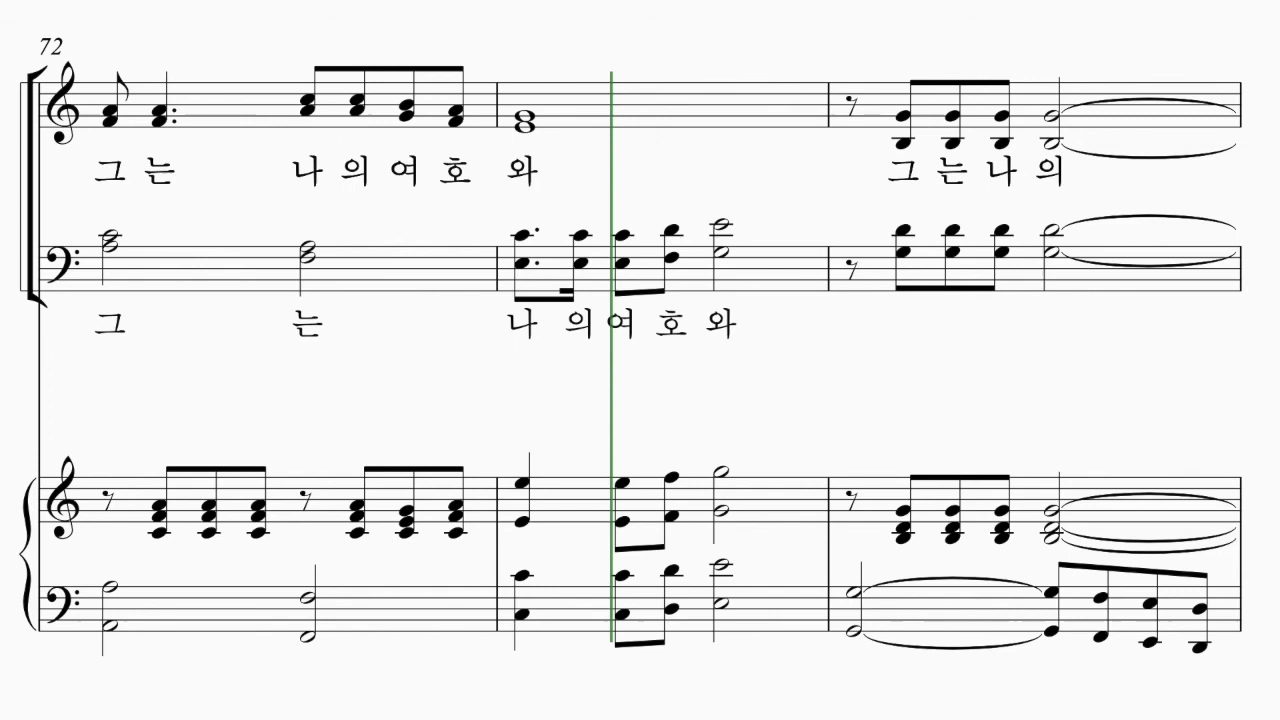 72
그 는 나 의 여 호 와 그 는 나 의
그 는 나 의 여 호 와